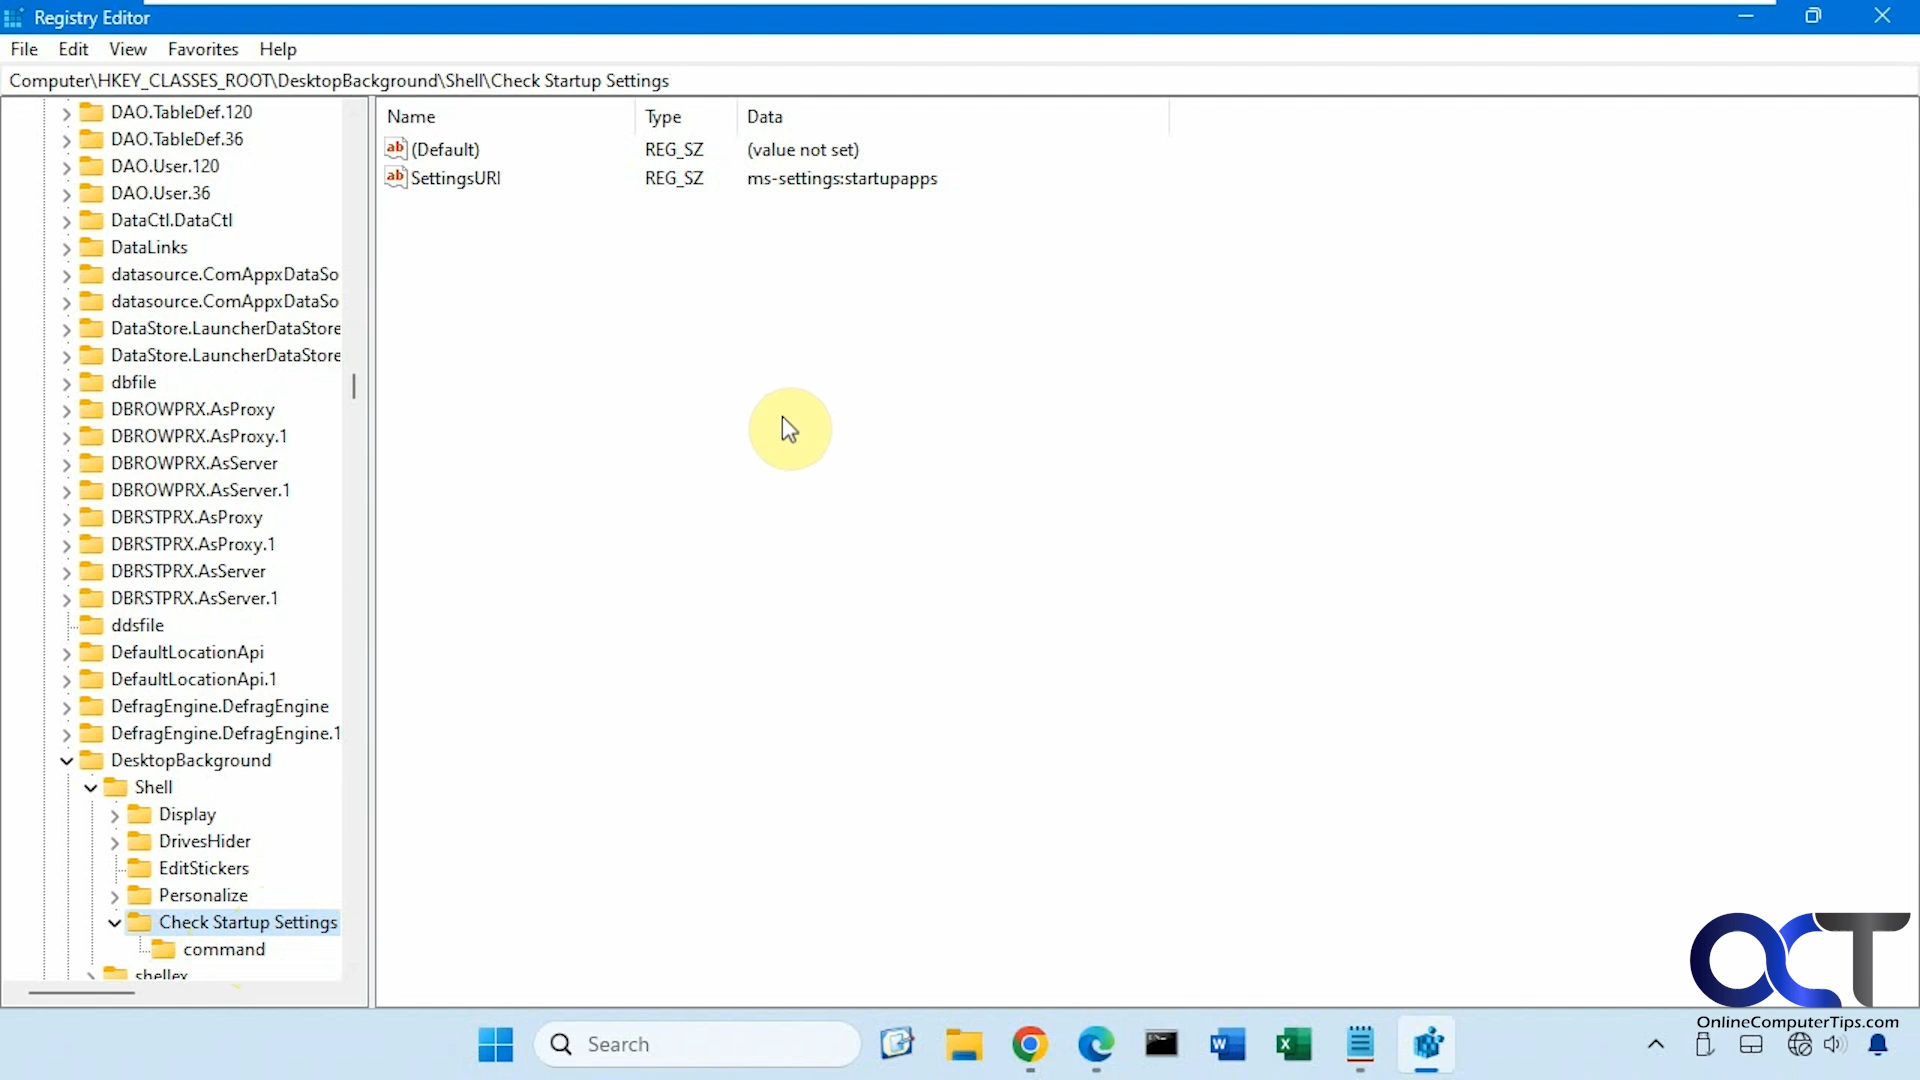 Registry Editor
File Edit View Favorites Help
Computer\HKEY_CLASSES_ROOT\DesktopBackground\Shell\Check Startup Settings
DAO.TableDef.120
DAO.TableDef.36
DAO.User.120
DAO.User.36
DataCtl.DataCtl
DataLinks
datasource.ComAppxDataSo
datasource.ComAppxDataSo
DataStore.LauncherDataStore
DataStore.LauncherDataStore
dbfile
DBROWPRX.AsProxy
DBROWPRX.AsProxy.1
DBROWPRX.AsServer
DBROWPRX.AsServer.1
DBRSTPRX.AsProxy
DBRSTPRX.AsProxy.1
DBRSTPRX.AsServer
DBRSTPRX.AsServer.1
ddsfile
DefaultLocationApi
DefaultLocationApi.1
DefragEngine.DefragEngine
DefragEngine.DefragEngine.1
DesktopBackground
Shell
Display
DrivesHider
EditStickers
Personalize
Check Startup Settings
command
shellex
Name Type Data
ab (Default) REG_SZ (value not set)
ab SettingsURI REG_SZ ms-settings:startupapps
OCT
OnlineComputerTips.com
Search